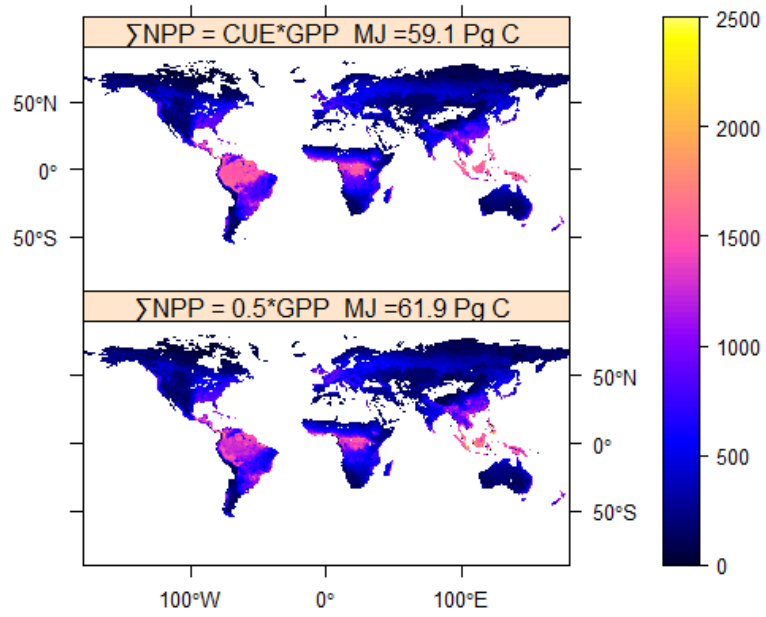 ∑NPP = CUE*GPP MJ =59.1 Pg C
50°N
0°
50°S
∑NPP = 0.5*GPP MJ =61.9 Pg C
50°N
0°
50°S
100°W
0°
100°E
2500
2000
1500
1000
500
0